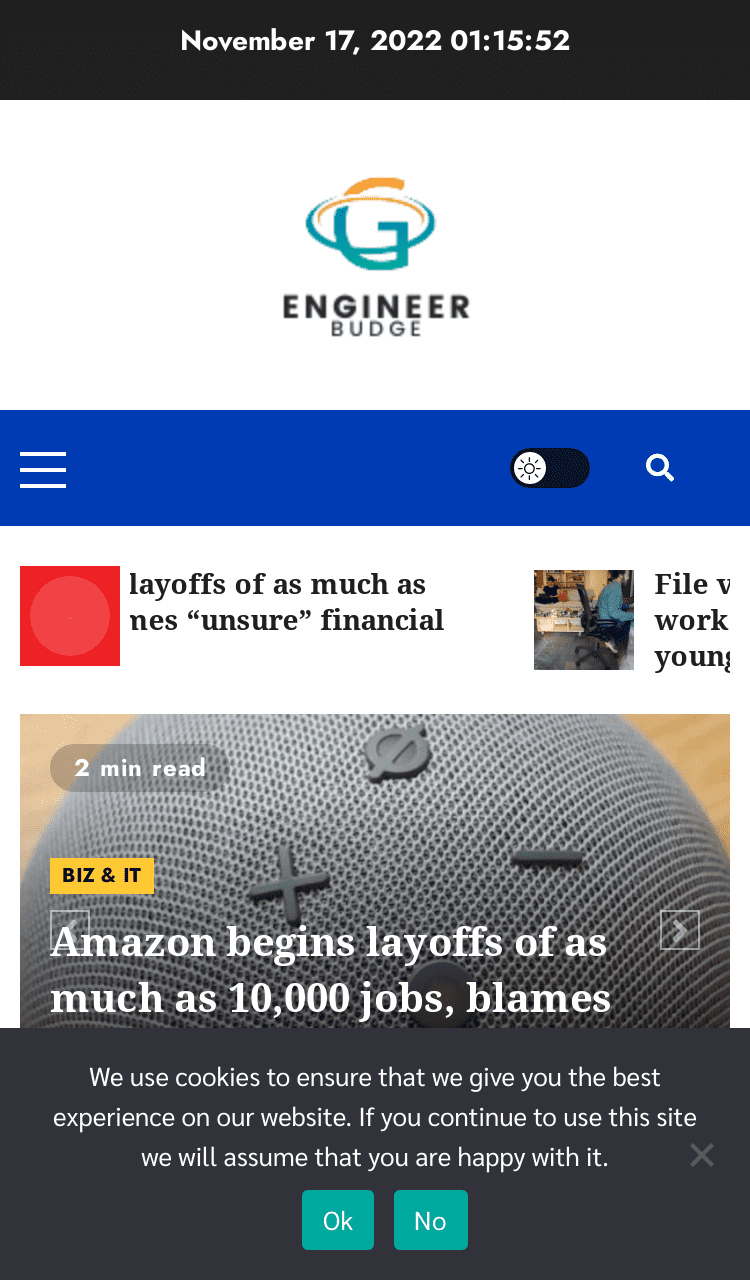 November 17, 2022 01:15:52
ENGINEER
BUDGE
layoffs of as much as
“unsure” financial
File
work
young
2 min read
BIZ & IT
Amazon begins layoffs of as
much as 10,000 jobs, blames
We use cookies to ensure that we give you the best
experience on our website. If you continue to use this site
we will assume that you are happy with it.
Ok
No